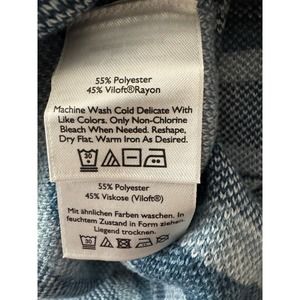 55% Polyester
45% Viloft®Rayon
Machine Wash Cold Delicate With
Like Colors. Only Non-Chlorine
Bleach When Needed. Reshape,
Dry Flat. Warm Iron As Desired.
30
55% Polyester
45% Viskose (Viloft®)
Mit ähnlichen Farben waschen. In
feuchtem Zustand in Form ziehen.
Liegend trocknen.
30